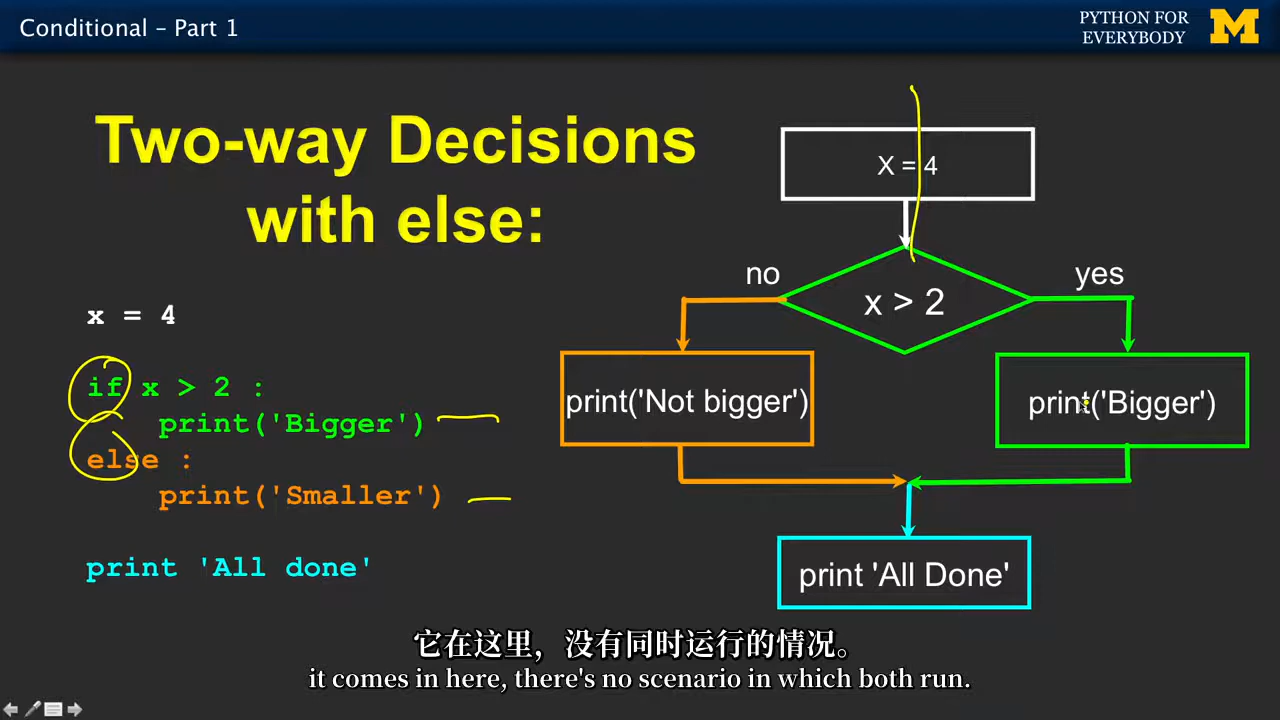 Conditional – Part 1
PYTHON FOR
EVERYBODY
M
Two-way Decisions
with else:
x = 4
if x > 2 :
print('Bigger')
else :
print('Smaller')
print 'All done'
X = 4
no
x > 2
yes
print('Not bigger')
print('Bigger')
print 'All Done'
它在这里，没有同时运行的情况。
it comes in here, there's no scenario in which both run.